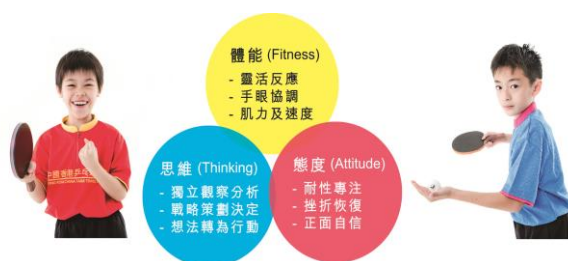 體能 (Fitness)
- 靈活反應
- 手眼協調
- 肌力及速度
思維 (Thinking)
- 獨立觀察分析
- 戰略策劃決定
- 想法轉為行動
態度 (Attitude)
- 耐性專注
- 挫折恢復
- 正面自信